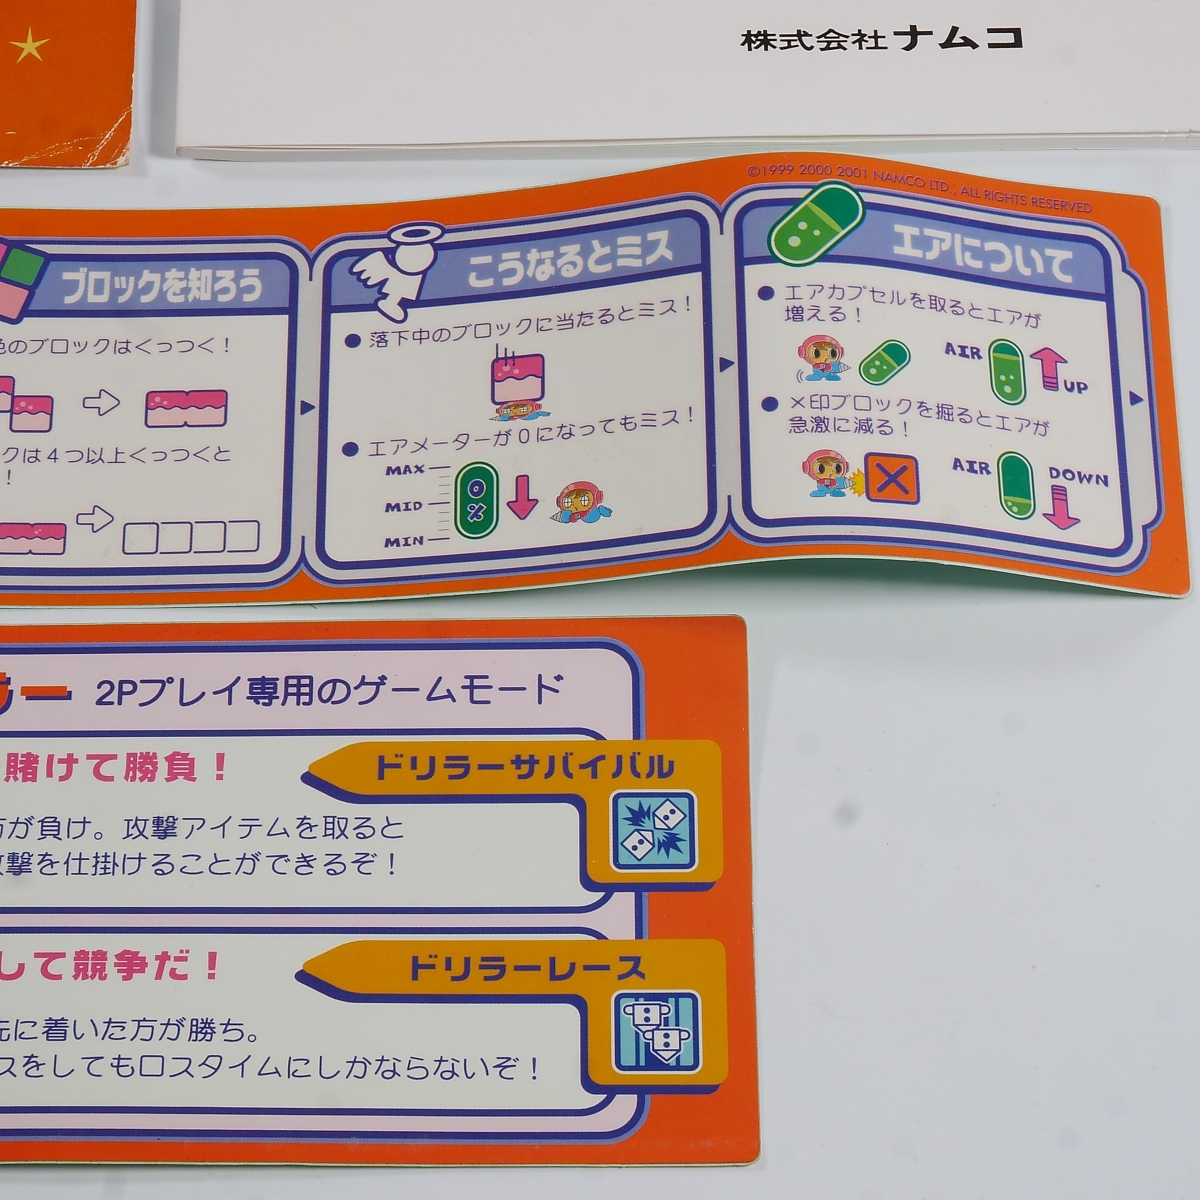 株式会社ナムコ
©1999 2000 2001 NAMCO LTD., ALL RIGHTS RESERVED
ブロックを知ろう
色のブロックはくっつく！
クは４つ以上くっつくと
！
こうなるとミス
●落下中のブロックに当たるとミス！
●エアメーターが０になってもミス！
MAX
MID
MIN
0
%
エアについて
●エアカプセルを取るとエアが
増える！
AIR
UP
●×印ブロックを掘るとエアが
急激に減る！
AIR
DOWN
ラー 2Pプレイ専用のゲームモード
賭けて勝負！
ドリラーサバイバル
方が負け。攻撃アイテムを取ると
攻撃を仕掛けることができるぞ！
して競争だ！
ドリラーレース
先に着いた方が勝ち。
スをしてもロスタイムにしかならないぞ！